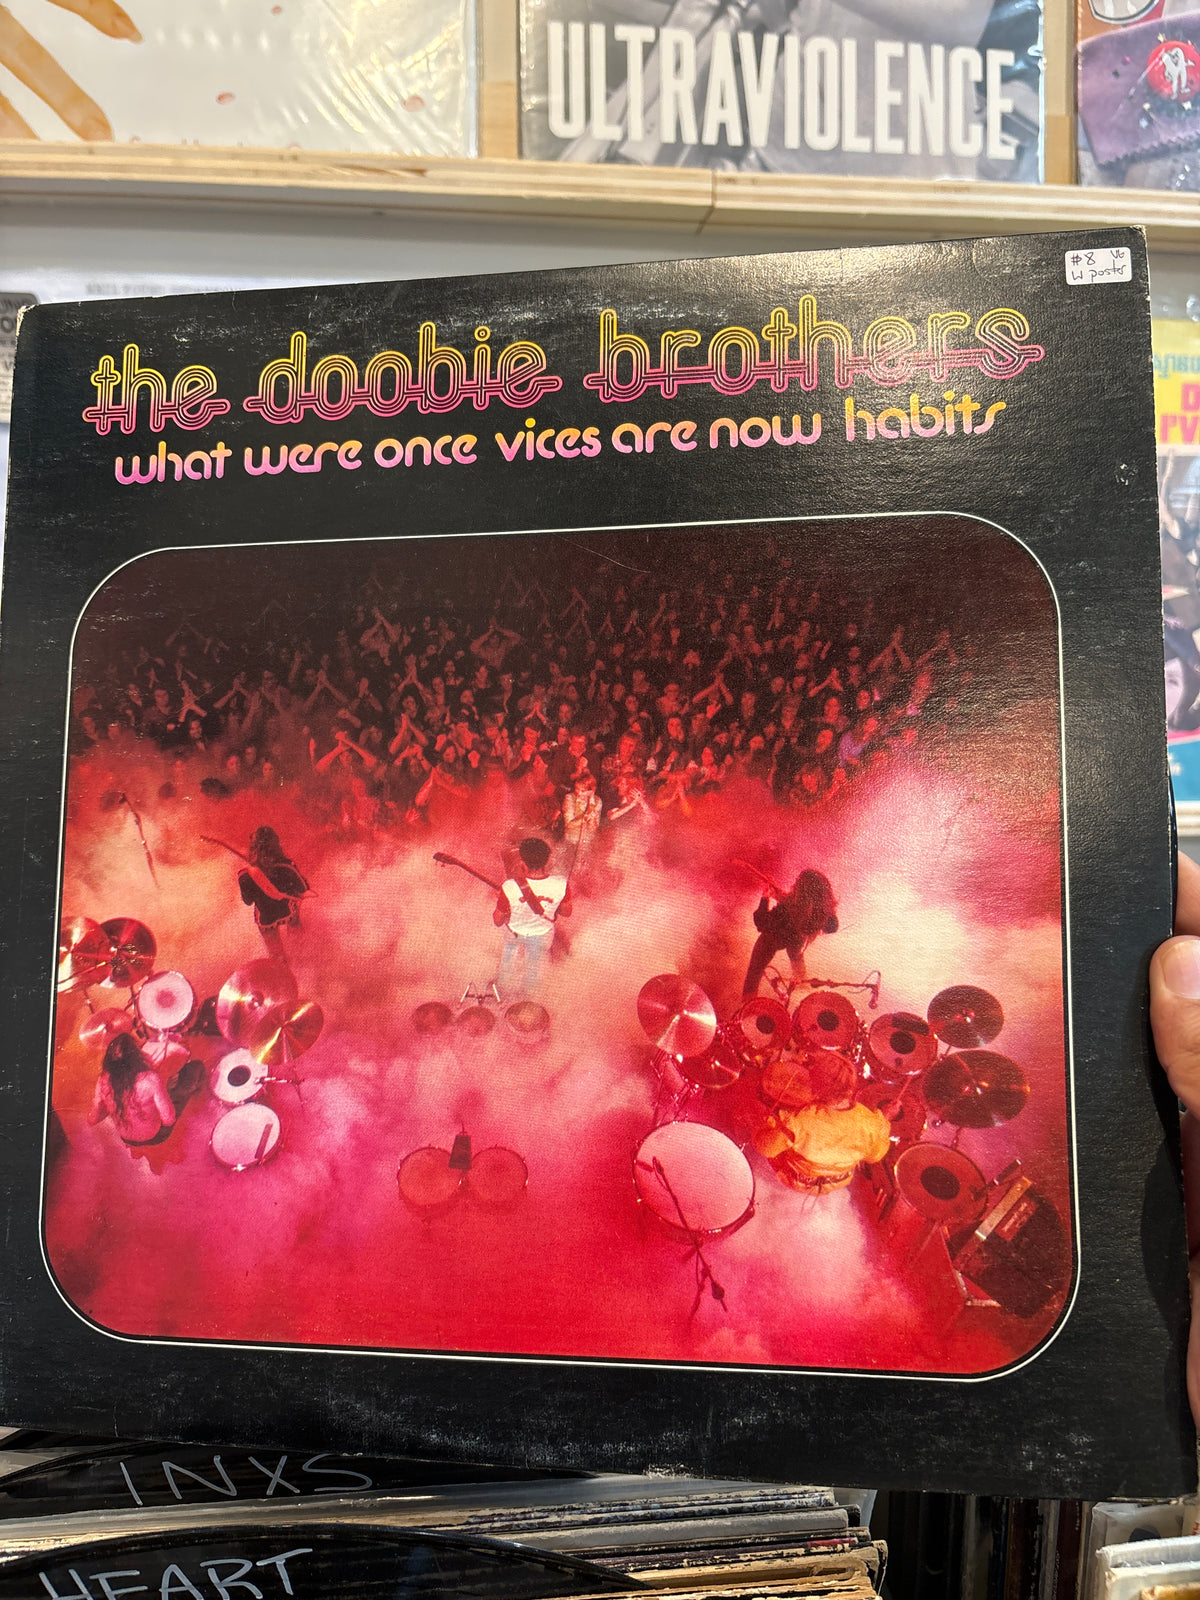 ULTRAVIOLENCE
#8 VG
W poster
the doobie brothers
what were once vices are now habits
INXS
HEART